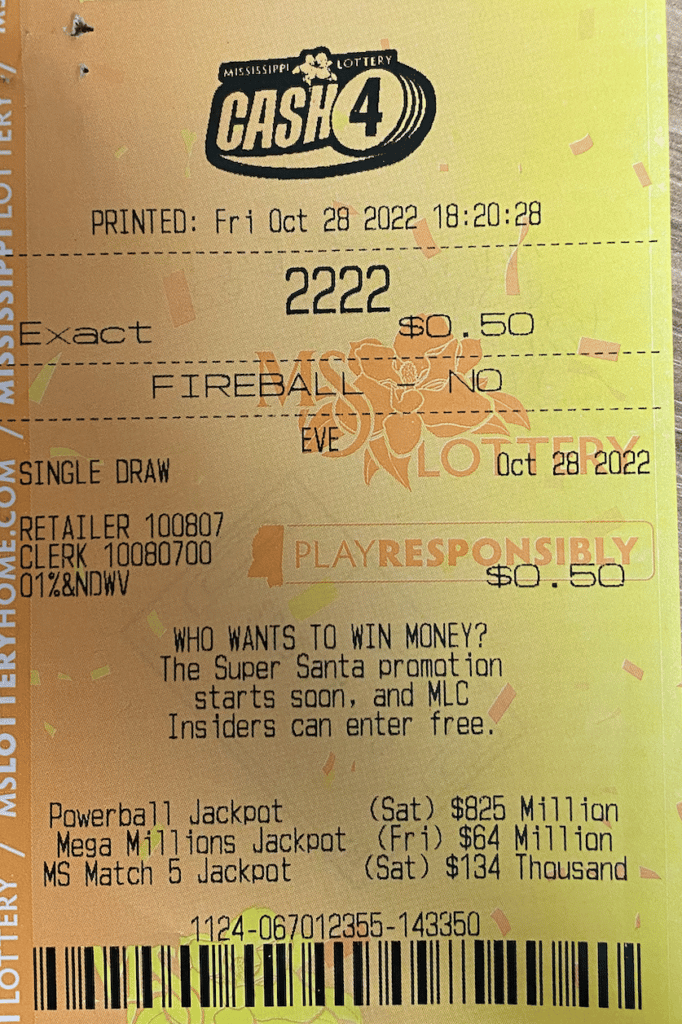 MISSISSIPPI LOTTERY
CASH 4
PRINTED: Fri Oct 28 2022 18:20:28
2222
Exact $0.50
FIREBALL - NO
MS LOTTERY
EVE
SINGLE DRAW Oct 28 2022
RETAILER 100807
CLERK 10080700
01%&NDWV
PLAYRESPONSIBLY
$0.50
WHO WANTS TO WIN MONEY?
The Super Santa promotion
starts soon, and MLC
Insiders can enter free.
Powerball Jackpot (Sat) $825 Million
Mega Millions Jackpot (Fri) $64 Million
MS Match 5 Jackpot (Sat) $134 Thousand
1124-067012355-143350
LOTTERY / MSLOTTERYHOME.COM / MISSISSIPPI LOTTERY /